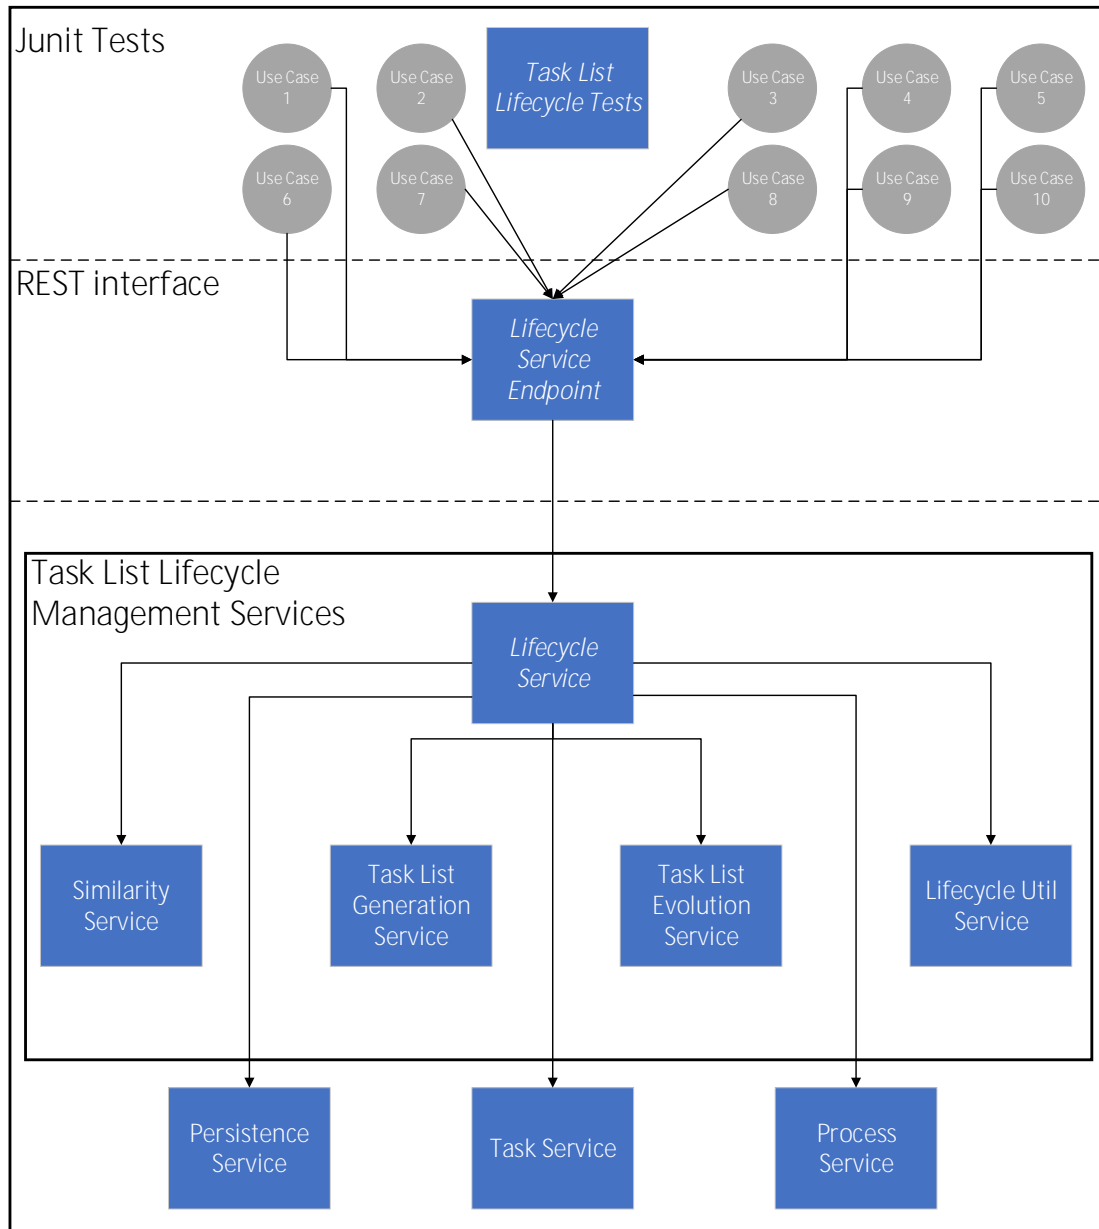 Junit Tests
Use Case
1
Use Case
2
Task List
Lifecycle Tests
Use Case
3
Use Case
4
Use Case
5
Use Case
6
Use Case
7
Use Case
8
Use Case
9
Use Case
10
REST interface
Lifecycle
Service
Endpoint
Task List Lifecycle
Management Services
Lifecycle
Service
Similarity
Service
Task List
Generation
Service
Task List
Evolution
Service
Lifecycle Util
Service
Persistence
Service
Task Service
Process
Service